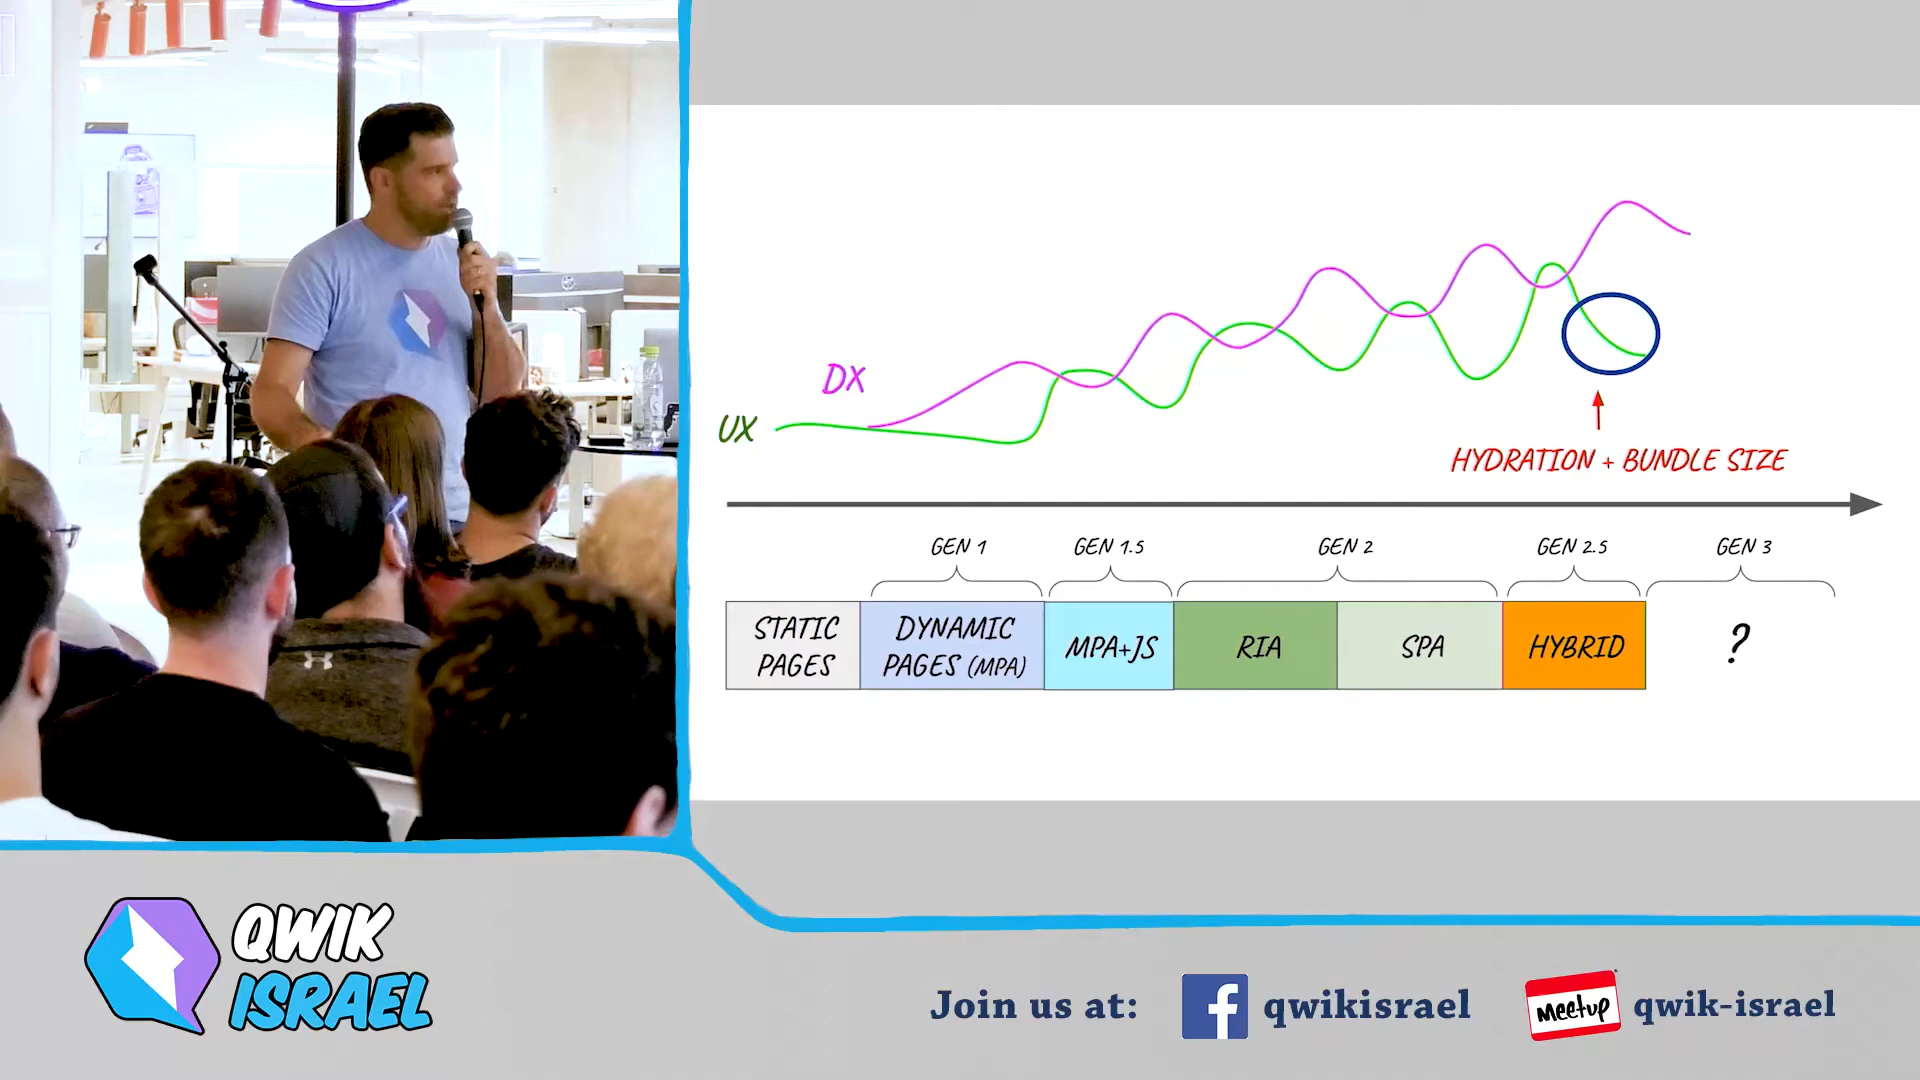 DX
UX
HYDRATION + BUNDLE SIZE
GEN 1
GEN 1.5
GEN 2
GEN 2.5
GEN 3
STATIC
PAGES
DYNAMIC
PAGES (MPA)
MPA+JS
RIA
SPA
HYBRID
?
QWIK
ISRAEL
Join us at:
qwikisrael
Meetup
qwik-israel